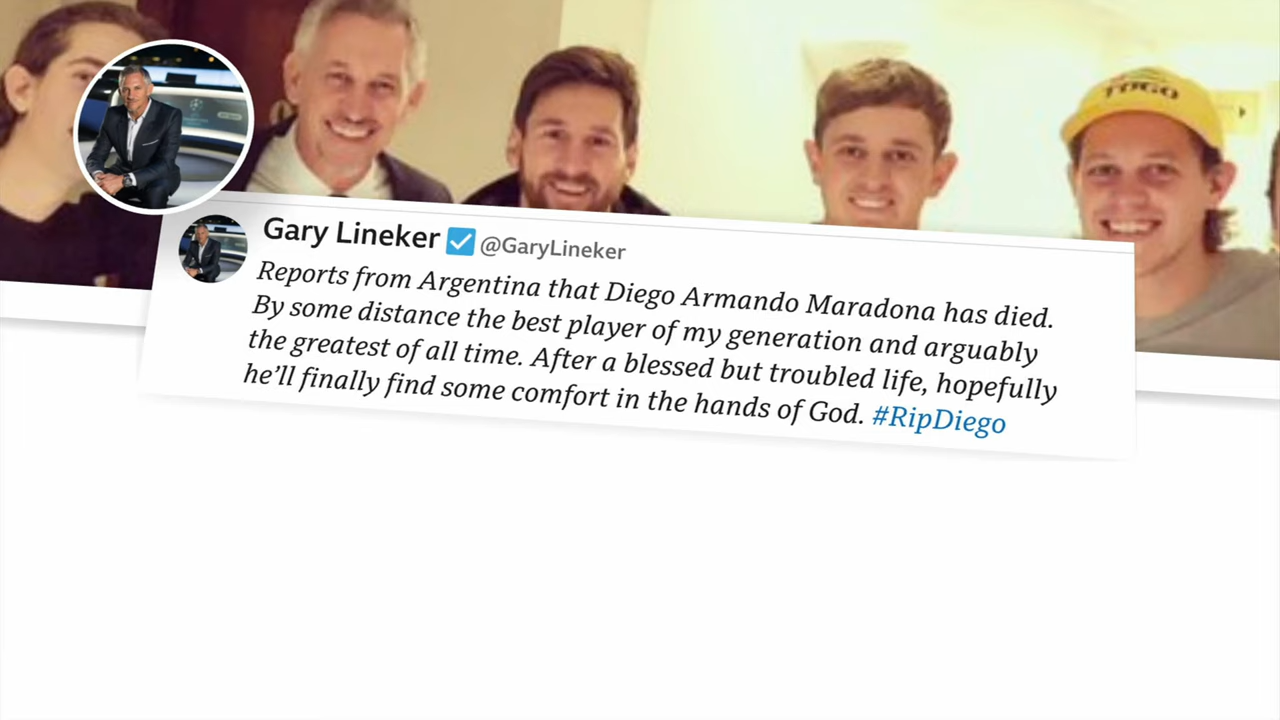 TOGO
Gary Lineker @GaryLineker
Reports from Argentina that Diego Armando Maradona has died.
By some distance the best player of my generation and arguably
the greatest of all time. After a blessed but troubled life, hopefully
he’ll finally find some comfort in the hands of God. #RipDiego